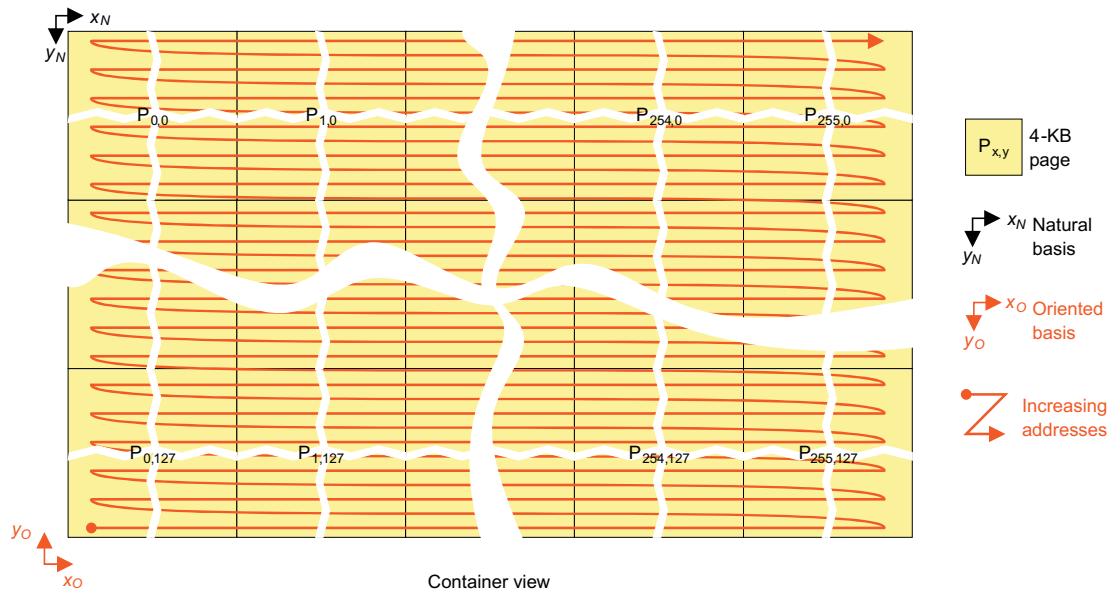 x_N
y_N
P_0,0 P_1,0 P_254,0 P_255,0
P_x,y 4-KB page
x_N Natural basis
y_N
x_O Oriented basis
y_O
Increasing addresses
P_0,127 P_1,127 P_254,127 P_255,127
y_O
x_O
Container view